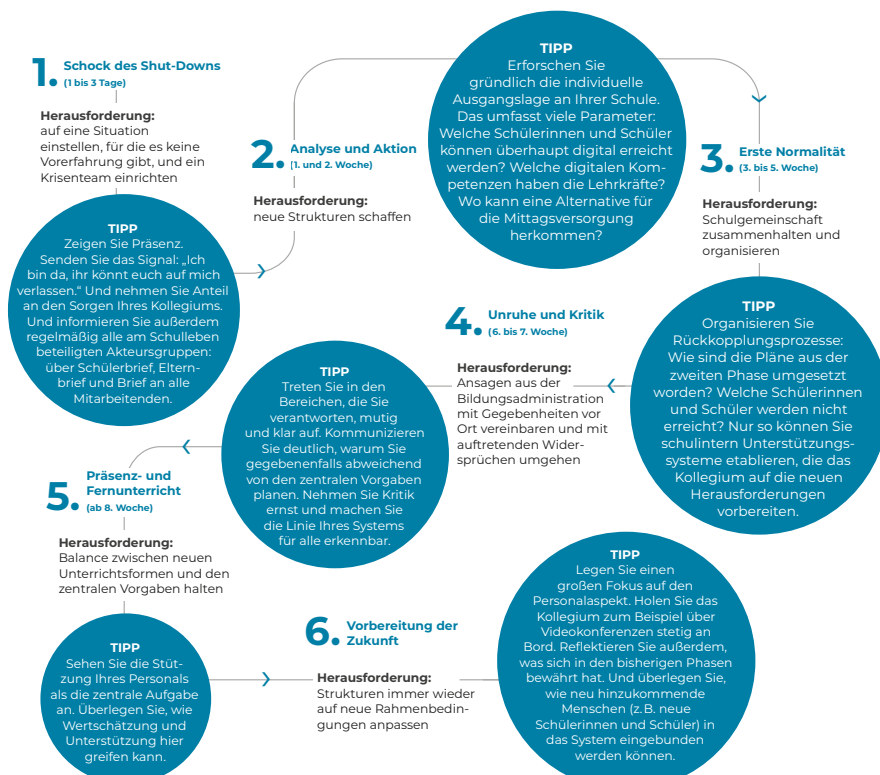 1. Schock des Shut-Downs
(1 bis 3 Tage)
Herausforderung:
auf eine Situation
einstellen, für die es keine
Vorerfahrung gibt, und ein
Krisenteam einrichten
TIPP
Zeigen Sie Präsenz.
Senden Sie das Signal: „Ich
bin da, ihr könnt euch auf mich
verlassen.“ Und nehmen Sie Anteil
an den Sorgen Ihres Kollegiums.
Und informieren Sie außerdem
regelmäßig alle am Schulleben
beteiligten Akteursgruppen:
über Schülerbrief, Eltern-
brief und Brief an alle
Mitarbeitenden.
2. Analyse und Aktion
(1. und 2. Woche)
Herausforderung:
neue Strukturen schaffen
TIPP
Erforschen Sie
gründlich die individuelle
Ausgangslage an Ihrer Schule.
Das umfasst viele Parameter:
Welche Schülerinnen und Schüler
können überhaupt digital erreicht
werden? Welche digitalen Kom-
petenzen haben die Lehrkräfte?
Wo kann eine Alternative für
die Mittagsversorgung
herkommen?
3. Erste Normalität
(3. bis 5. Woche)
Herausforderung:
Schulgemeinschaft
zusammenhalten und
organisieren
TIPP
Organisieren Sie
Rückkopplungsprozesse:
Wie sind die Pläne aus der
zweiten Phase umgesetzt
worden? Welche Schülerinnen
und Schüler werden nicht
erreicht? Nur so können Sie
schulintern Unterstützungs-
systeme etablieren, die das
Kollegium auf die neuen
Herausforderungen
vorbereiten.
4. Unruhe und Kritik
(6. bis 7. Woche)
Herausforderung:
Ansagen aus der
Bildungsadministration
mit Gegebenheiten vor
Ort vereinbaren und mit
auftretenden Wider-
sprüchen umgehen
TIPP
Treten Sie in den
Bereichen, die Sie
verantworten, mutig
und klar auf. Kommunizieren
Sie deutlich, warum Sie
gegebenenfalls abweichend
von den zentralen Vorgaben
planen. Nehmen Sie Kritik
ernst und machen Sie
die Linie Ihres Systems
für alle erkennbar.
5. Präsenz- und
Fernunterricht
(ab 8. Woche)
Herausforderung:
Balance zwischen neuen
Unterrichtsformen und den
zentralen Vorgaben halten
TIPP
Sehen Sie die Stüt-
zung Ihres Personals
als die zentrale Aufgabe
an. Überlegen Sie, wie
Wertschätzung und
Unterstützung hier
greifen kann.
6. Vorbereitung der
Zukunft
Herausforderung:
Strukturen immer wieder
auf neue Rahmenbedin-
gungen anpassen
TIPP
Legen Sie einen
großen Fokus auf den
Personalaspekt. Holen Sie das
Kollegium zum Beispiel über
Videokonferenzen stetig an
Bord. Reflektieren Sie außerdem,
was sich in den bisherigen Phasen
bewährt hat. Und überlegen Sie,
wie neu hinzukommende
Menschen (z.B. neue
Schülerinnen und Schüler) in
das System eingebunden
werden können.